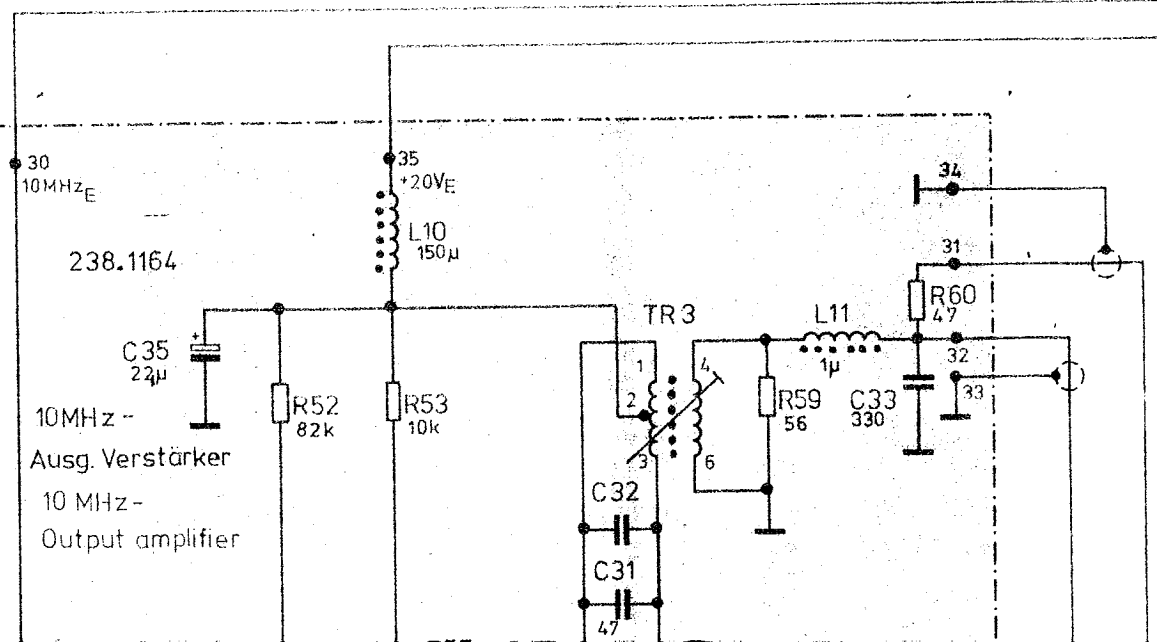 30
10MHzE
35
+20VE
34
238.1164
L10
150µ
31
R60
47
TR3
L11
1µ
32
33
C35
+
22µ
1
2
3
4
6
R52
82k
R53
10k
R59
56
C33
330
10MHz-
Ausg. Verstärker
10 MHz-
Output amplifier
C32
C31
47